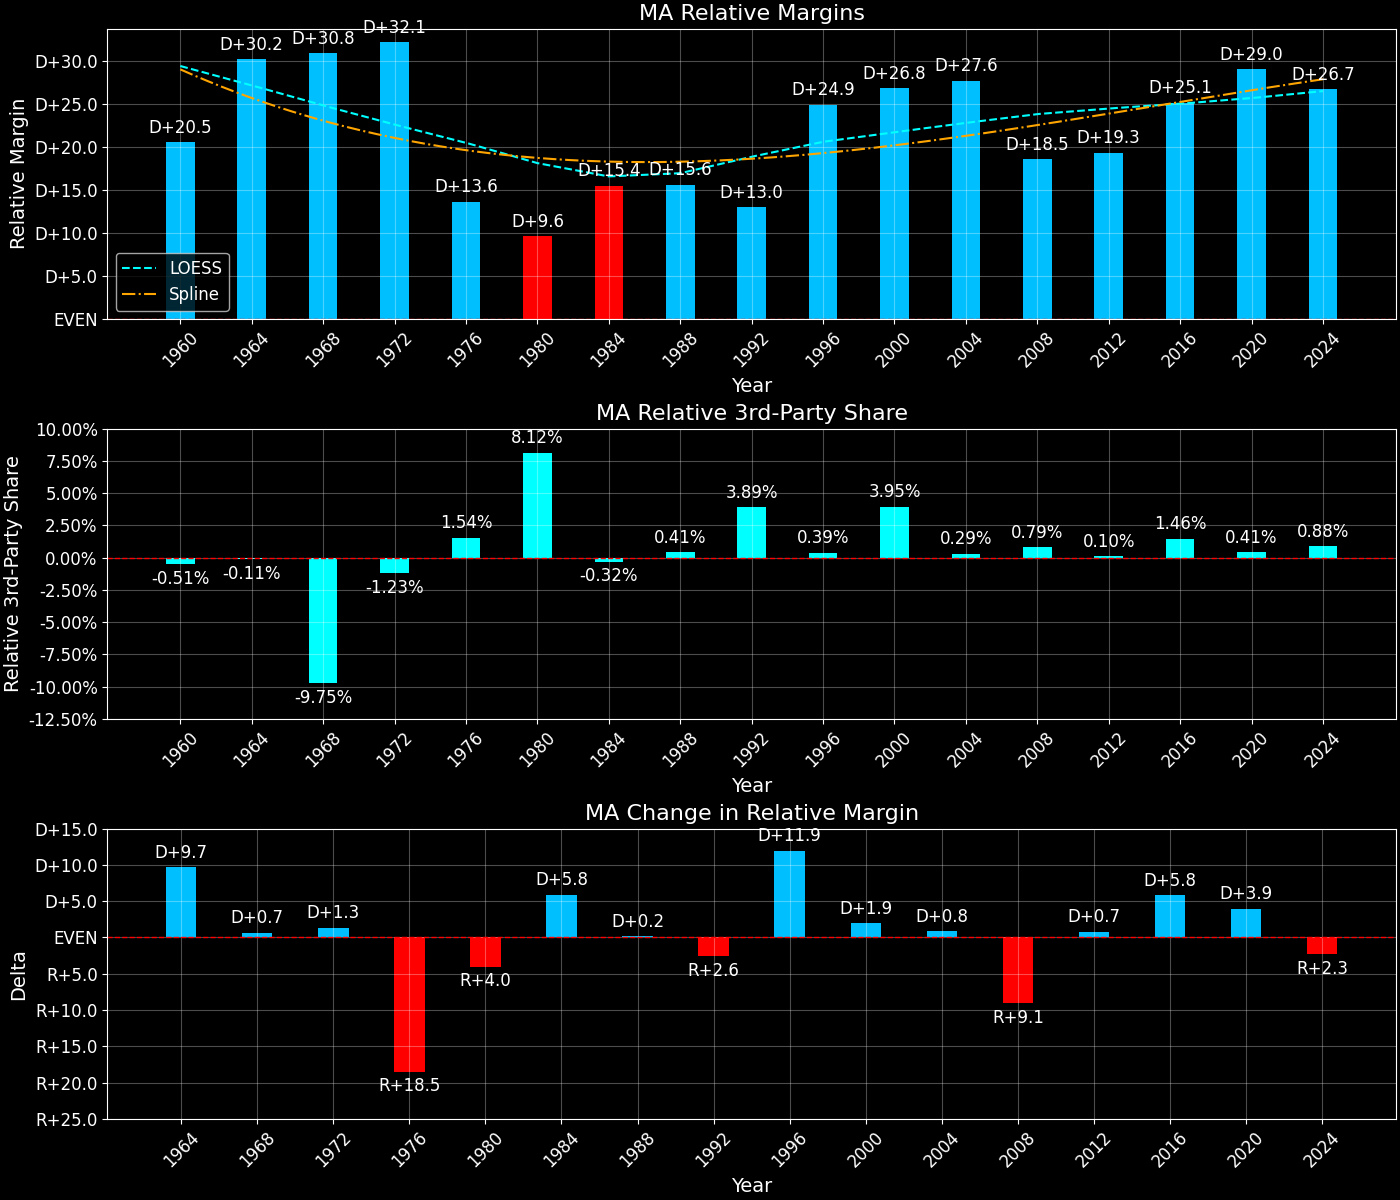 MA Relative Margins
Relative Margin
D+30.0
D+25.0
D+20.0
D+15.0
D+10.0
D+5.0
EVEN
D+20.5
D+30.2
D+30.8
D+32.1
D+13.6
D+9.6
D+15.4
D+15.6
D+13.0
D+24.9
D+26.8
D+27.6
D+18.5
D+19.3
D+25.1
D+29.0
D+26.7
LOESS
Spline
1960
1964
1968
1972
1976
1980
1984
1988
1992
1996
2000
2004
2008
2012
2016
2020
2024
Year
MA Relative 3rd-Party Share
Relative 3rd-Party Share
10.00%
7.50%
5.00%
2.50%
0.00%
-2.50%
-5.00%
-7.50%
-10.00%
-12.50%
-0.51%
-0.11%
-9.75%
-1.23%
1.54%
8.12%
-0.32%
0.41%
3.89%
0.39%
3.95%
0.29%
0.79%
0.10%
1.46%
0.41%
0.88%
1960
1964
1968
1972
1976
1980
1984
1988
1992
1996
2000
2004
2008
2012
2016
2020
2024
Year
MA Change in Relative Margin
Delta
D+15.0
D+10.0
D+5.0
EVEN
R+5.0
R+10.0
R+15.0
R+20.0
R+25.0
D+9.7
D+0.7
D+1.3
R+18.5
R+4.0
D+5.8
D+0.2
R+2.6
D+11.9
D+1.9
D+0.8
R+9.1
D+0.7
D+5.8
D+3.9
R+2.3
1964
1968
1972
1976
1980
1984
1988
1992
1996
2000
2004
2008
2012
2016
2020
2024
Year